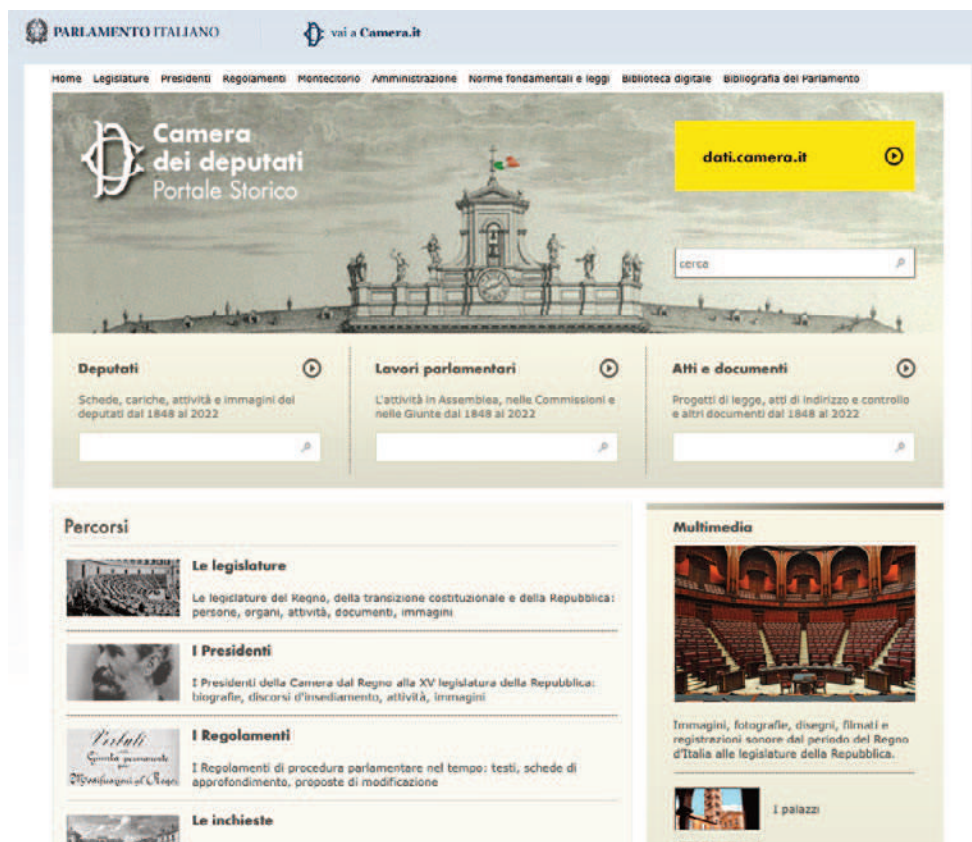 PARLAMENTO ITALIANO
vai a Camera.it
Home Legislature Presidenti Regolamenti Montecitorio Amministrazione Norme fondamentali e leggi Biblioteca digitale Bibliografia del Parlamento
Camera
dei deputati
Portale Storico
dati.camera.it
cerca
Deputati
Schede, cariche, attività e immagini dei
deputati dal 1848 al 2022
Lavori parlamentari
L'attività in Assemblea, nelle Commissioni e
nelle Giunte dal 1848 al 2022
Atti e documenti
Progetti di legge, atti di indirizzo e controllo
e altri documenti dal 1848 al 2022
Percorsi
Le legislature
Le legislature del Regno, della transizione costituzionale e della Repubblica:
persone, organi, attività, documenti, immagini
I Presidenti
I Presidenti della Camera dal Regno alla XV legislatura della Repubblica:
biografie, discorsi d'insediamento, attività, immagini
Verbali
Giunta permanente
I Regolamenti
I Regolamenti di procedura parlamentare nel tempo: testi, schede di
approfondimento, proposte di modificazione
Le inchieste
Multimedia
Immagini, fotografie, disegni, filmati e
registrazioni sonore dal periodo del Regno
d'Italia alle legislature della Repubblica.
I palazzi